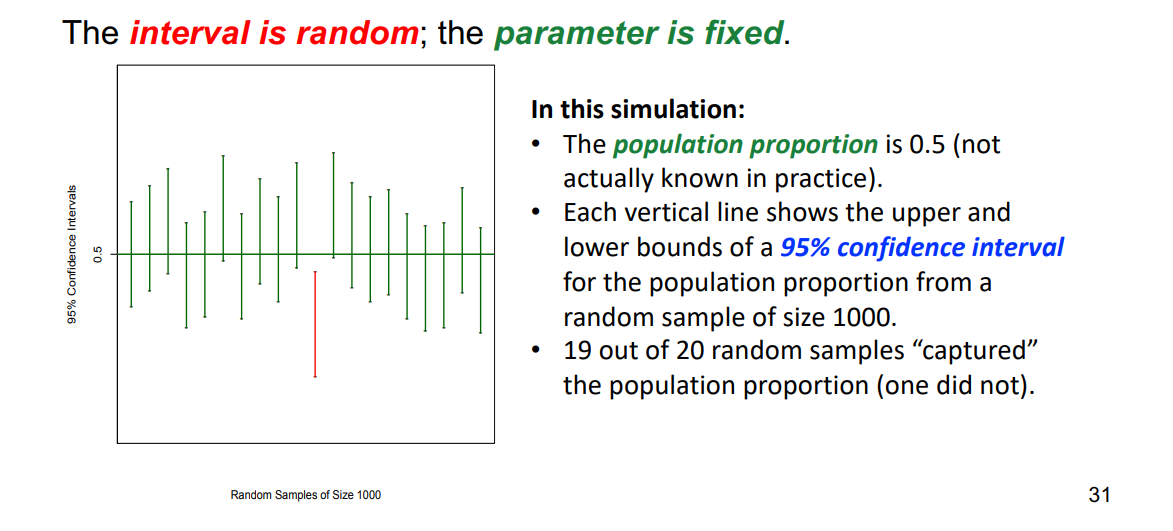 The interval is random; the parameter is fixed.
95% Confidence Intervals
0.5
Random Samples of Size 1000
In this simulation:
• The population proportion is 0.5 (not
actually known in practice).
• Each vertical line shows the upper and
lower bounds of a 95% confidence interval
for the population proportion from a
random sample of size 1000.
• 19 out of 20 random samples “captured”
the population proportion (one did not).
31